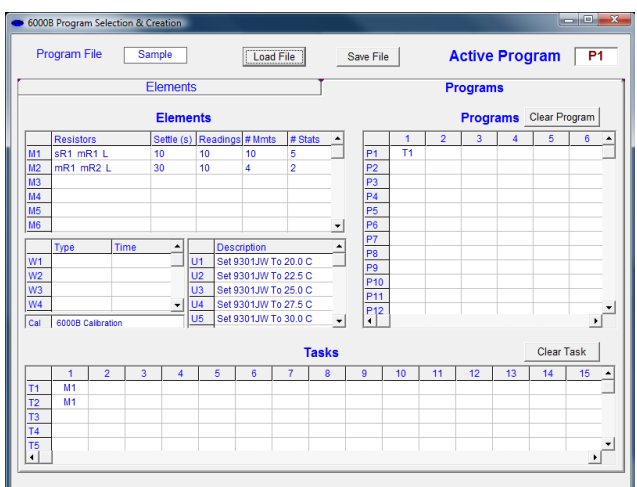 6000B Program Selection & Creation
Program File Sample Load File Save File Active Program P1
Elements Programs
Elements
Resistors Settle (s) Readings # Mmts # Stats
M1 sR1 mR1 L 10 10 10 5
M2 mR1 mR2 L 30 10 4 2
M3
M4
M5
M6
Type Time
W1
W2
W3
W4
Cal 6000B Calibration
Description
U1 Set 9301JW To 20.0 C
U2 Set 9301JW To 22.5 C
U3 Set 9301JW To 25.0 C
U4 Set 9301JW To 27.5 C
U5 Set 9301JW To 30.0 C
Programs Clear Program
1 2 3 4 5 6
P1 T1
P2
P3
P4
P5
P6
P7
P8
P9
P10
P11
P12
Tasks Clear Task
1 2 3 4 5 6 7 8 9 10 11 12 13 14 15
T1 M1
T2 M1
T3
T4
T5